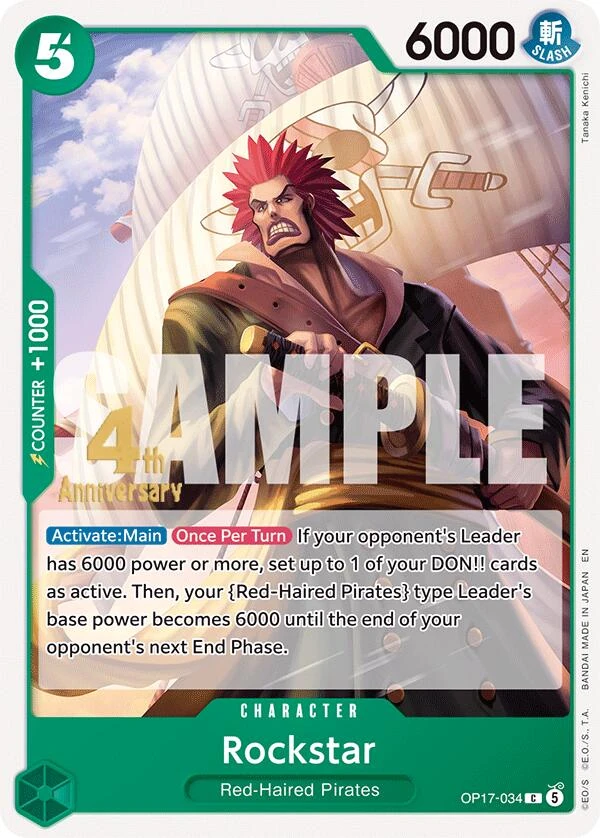 5
6000
斬
SLASH
Tanaka Kenichi
COUNTER +1000
SAMPLE
4th
Anniversary
Activate:Main Once Per Turn If your opponent's Leader
has 6000 power or more, set up to 1 of your DON!! cards
as active. Then, your {Red-Haired Pirates} type Leader's
base power becomes 6000 until the end of your
opponent's next End Phase.
CHARACTER
Rockstar
Red-Haired Pirates
OP17-034 C 5
©E.O/S ©E.O./S., T.A. BANDAI MADE IN JAPAN EN